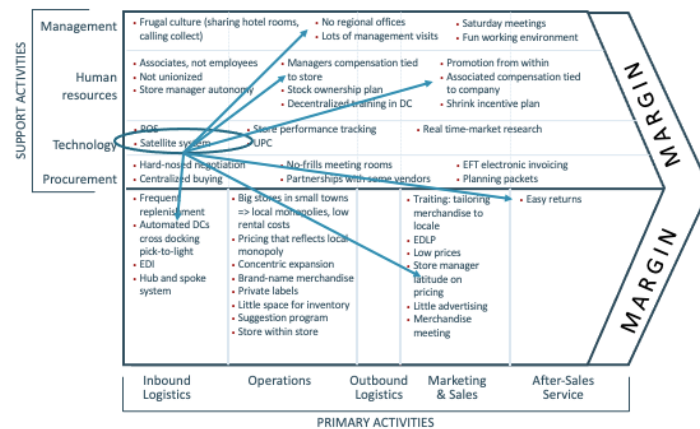 SUPPORT ACTIVITIES
Management
• Frugal culture (sharing hotel rooms,
calling collect)
• No regional offices
• Lots of management visits
• Saturday meetings
• Fun working environment
Human
resources
• Associates, not employees
• Not unionized
• Store manager autonomy
• Managers compensation tied
to store
• Stock ownership plan
• Decentralized training in DC
• Promotion from within
• Associated compensation tied
to company
• Shrink incentive plan
Technology
• POS
• Satellite system
• Store performance tracking
• UPC
• Real time-market research
Procurement
• Hard-nosed negotiation
• Centralized buying
• No-frills meeting rooms
• Partnerships with some vendors
• EFT electronic invoicing
• Planning packets
MARGIN
• Frequent
replenishment
• Automated DCs
cross docking
pick-to-light
• EDI
• Hub and spoke
system
• Big stores in small towns
=> local monopolies, low
rental costs
• Pricing that reflects local
monopoly
• Concentric expansion
• Brand-name merchandise
• Private labels
• Little space for inventory
• Suggestion program
• Store within store
• Traiting: tailoring
merchandise to
locale
• EDLP
• Low prices
• Store manager
latitude on
pricing
• Little advertising
• Merchandise
meeting
• Easy returns
MARGIN
Inbound
Logistics
Operations
Outbound
Logistics
Marketing
& Sales
After-Sales
Service
PRIMARY ACTIVITIES